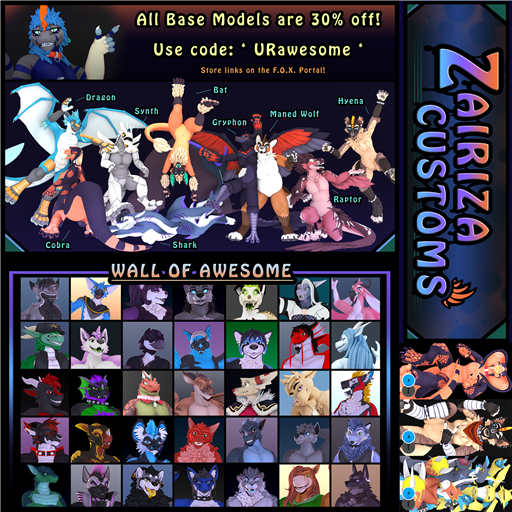 All Base Models are 30% off!
Use code: ‘ URawesome ‘
Store links on the F.O.X. Portal!
Dragon
Synth
Bat
Gryphon
Maned Wolf
Hyena
Raptor
Cobra
Shark
WALL OF AWESOME
ZAIRIZA
CUSTOMS